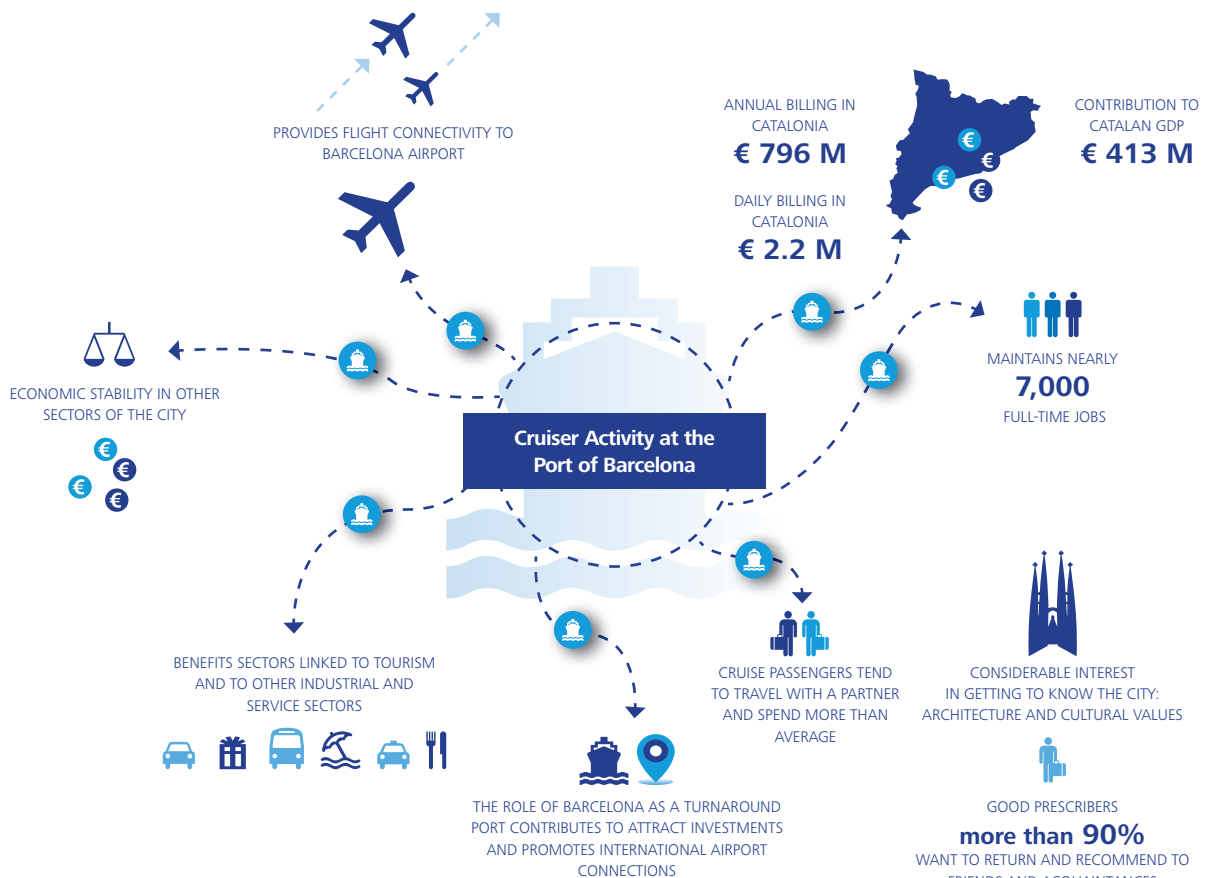 PROVIDES FLIGHT CONNECTIVITY TO
BARCELONA AIRPORT
ANNUAL BILLING IN
CATALONIA
€ 796 M
DAILY BILLING IN
CATALONIA
€ 2.2 M
€
€
€
€
CONTRIBUTION TO
CATALAN GDP
€ 413 M
MAINTAINS NEARLY
7,000
FULL-TIME JOBS
ECONOMIC STABILITY IN OTHER
SECTORS OF THE CITY
€
€
€
€
Cruiser Activity at the
Port of Barcelona
BENEFITS SECTORS LINKED TO TOURISM
AND TO OTHER INDUSTRIAL AND
SERVICE SECTORS
THE ROLE OF BARCELONA AS A TURNAROUND
PORT CONTRIBUTES TO ATTRACT INVESTMENTS
AND PROMOTES INTERNATIONAL AIRPORT
CONNECTIONS
CRUISE PASSENGERS TEND
TO TRAVEL WITH A PARTNER
AND SPEND MORE THAN
AVERAGE
CONSIDERABLE INTEREST
IN GETTING TO KNOW THE CITY:
ARCHITECTURE AND CULTURAL VALUES
GOOD PRESCRIBERS
more than 90%
WANT TO RETURN AND RECOMMEND TO
FRIENDS AND ACQUAINTANCES